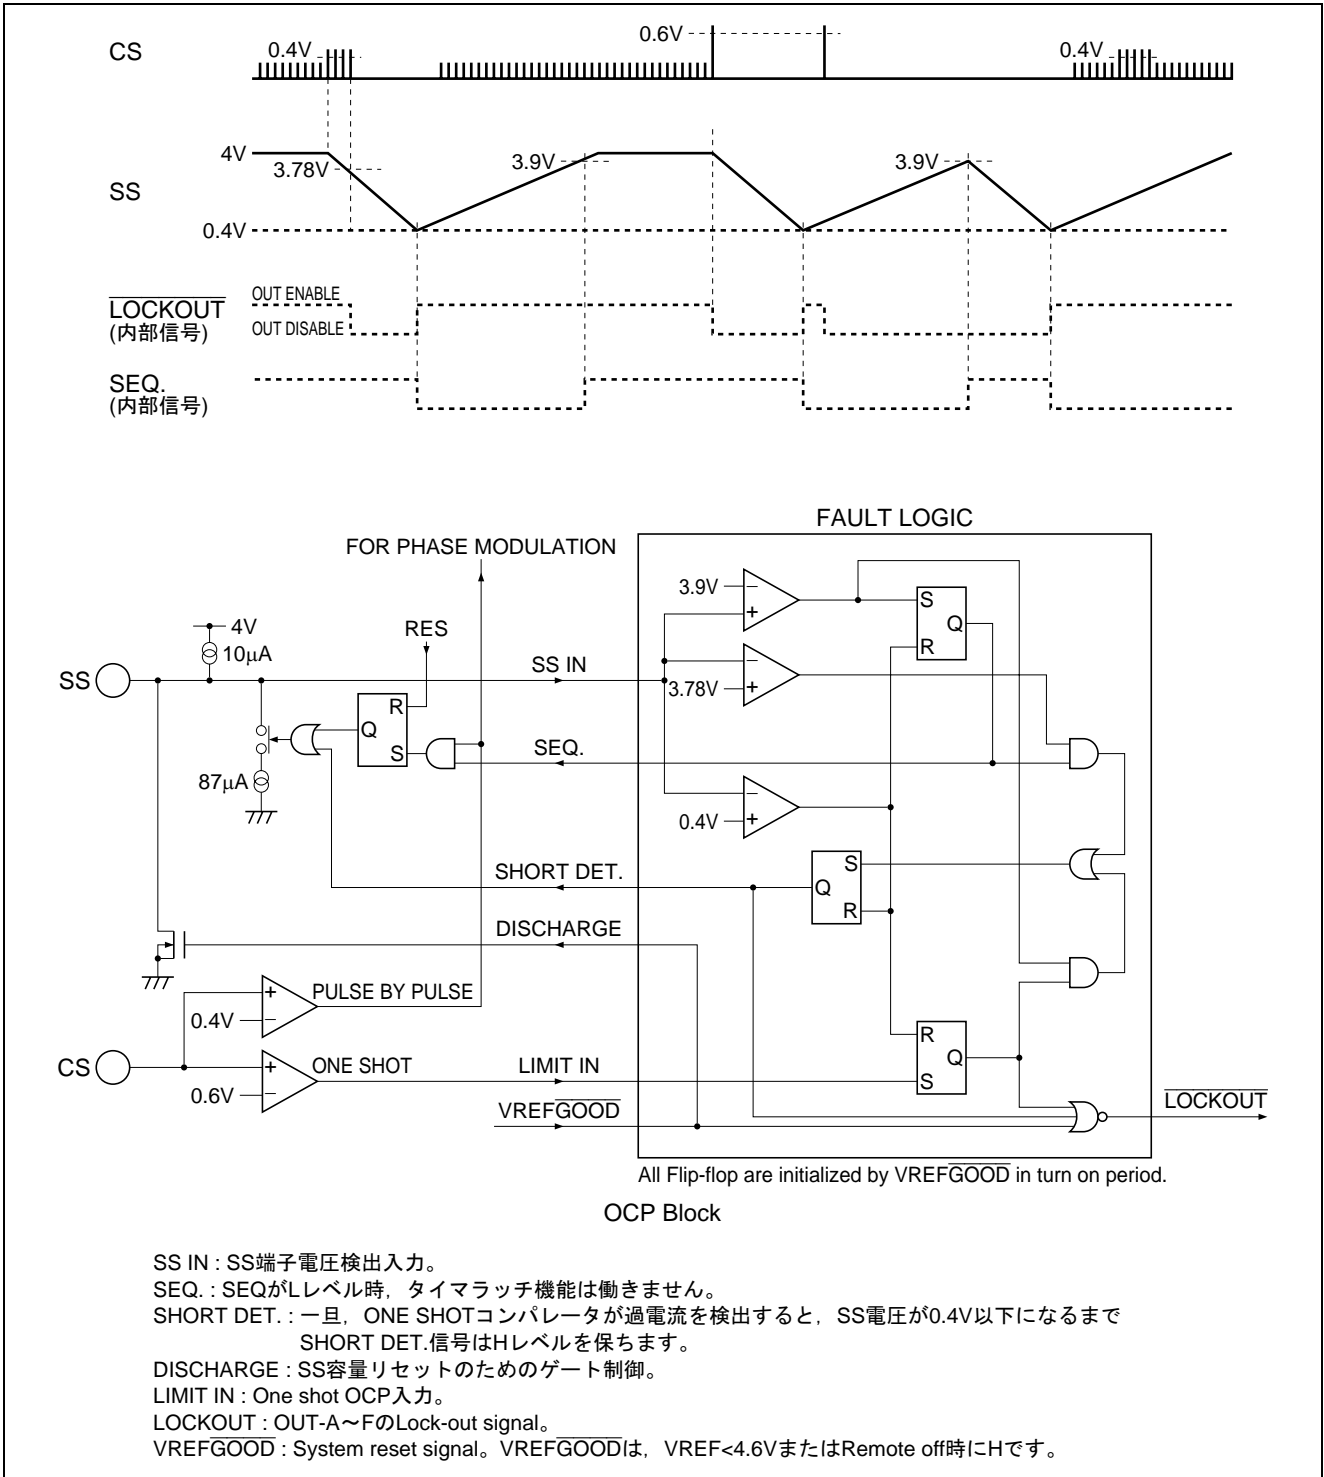 CS
0.4V
0.6V
0.4V
SS
4V
3.78V
3.9V
3.9V
0.4V
LOCKOUT
(内部信号)
OUT ENABLE
OUT DISABLE
SEQ.
(内部信号)
FAULT LOGIC
FOR PHASE MODULATION
3.9V
−
+
S
Q
R
4V
10μA
RES
SS IN
SS
−
3.78V
+
R
Q
S
SEQ.
87μA
−
0.4V
+
SHORT DET.
S
Q
R
DISCHARGE
+
PULSE BY PULSE
0.4V
−
R
Q
S
CS
+
ONE SHOT
LIMIT IN
0.6V
−
VREFGOOD
LOCKOUT
All Flip-flop are initialized by VREFGOOD in turn on period.
OCP Block
SS IN : SS端子電圧検出入力。
SEQ. : SEQがLレベル時，タイマラッチ機能は働きません。
SHORT DET. : 一旦，ONE SHOTコンパレータが過電流を検出すると，SS電圧が0.4V以下になるまで
SHORT DET.信号はHレベルを保ちます。
DISCHARGE : SS容量リセットのためのゲート制御。
LIMIT IN : One shot OCP入力。
LOCKOUT : OUT-A〜FのLock-out signal。
VREFGOOD : System reset signal。VREFGOODは，VREF<4.6VまたはRemote off時にHです。